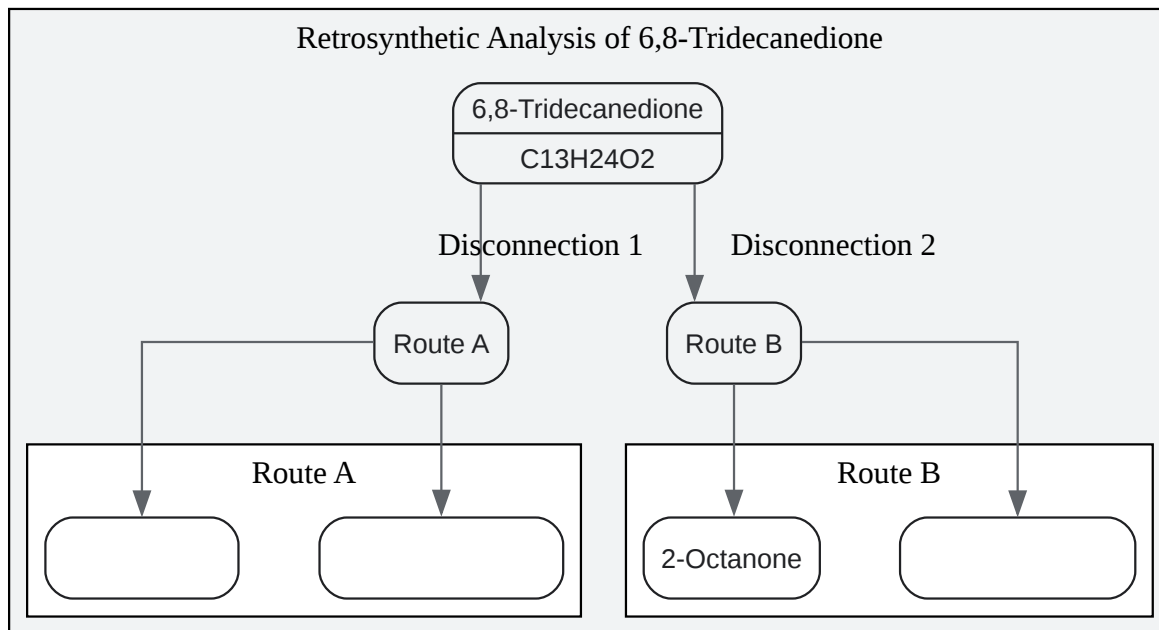 Retrosynthetic Analysis of 6,8-Tridecanedione
6,8-Tridecanedione
C13H24O2
Disconnection 1
Disconnection 2
Route A
Route B
Route A
Route B
2-Octanone